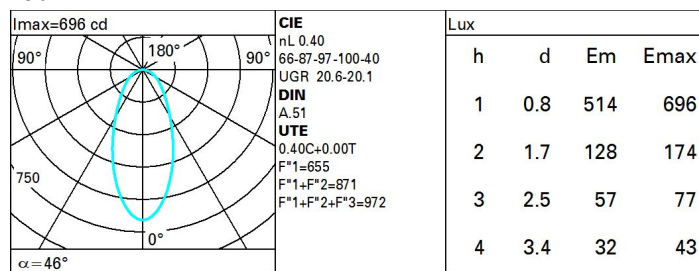 Imax=696 cd
90°
180°
90°
750
0°
α=46°
CIE
nL 0.40
66-87-97-100-40
UGR 20.6-20.1
DIN
A.51
UTE
0.40C+0.00T
F"1=655
F"1+F"2=871
F"1+F"2+F"3=972
Lux
h d Em Emax
1 0.8 514 696
2 1.7 128 174
3 2.5 57 77
4 3.4 32 43